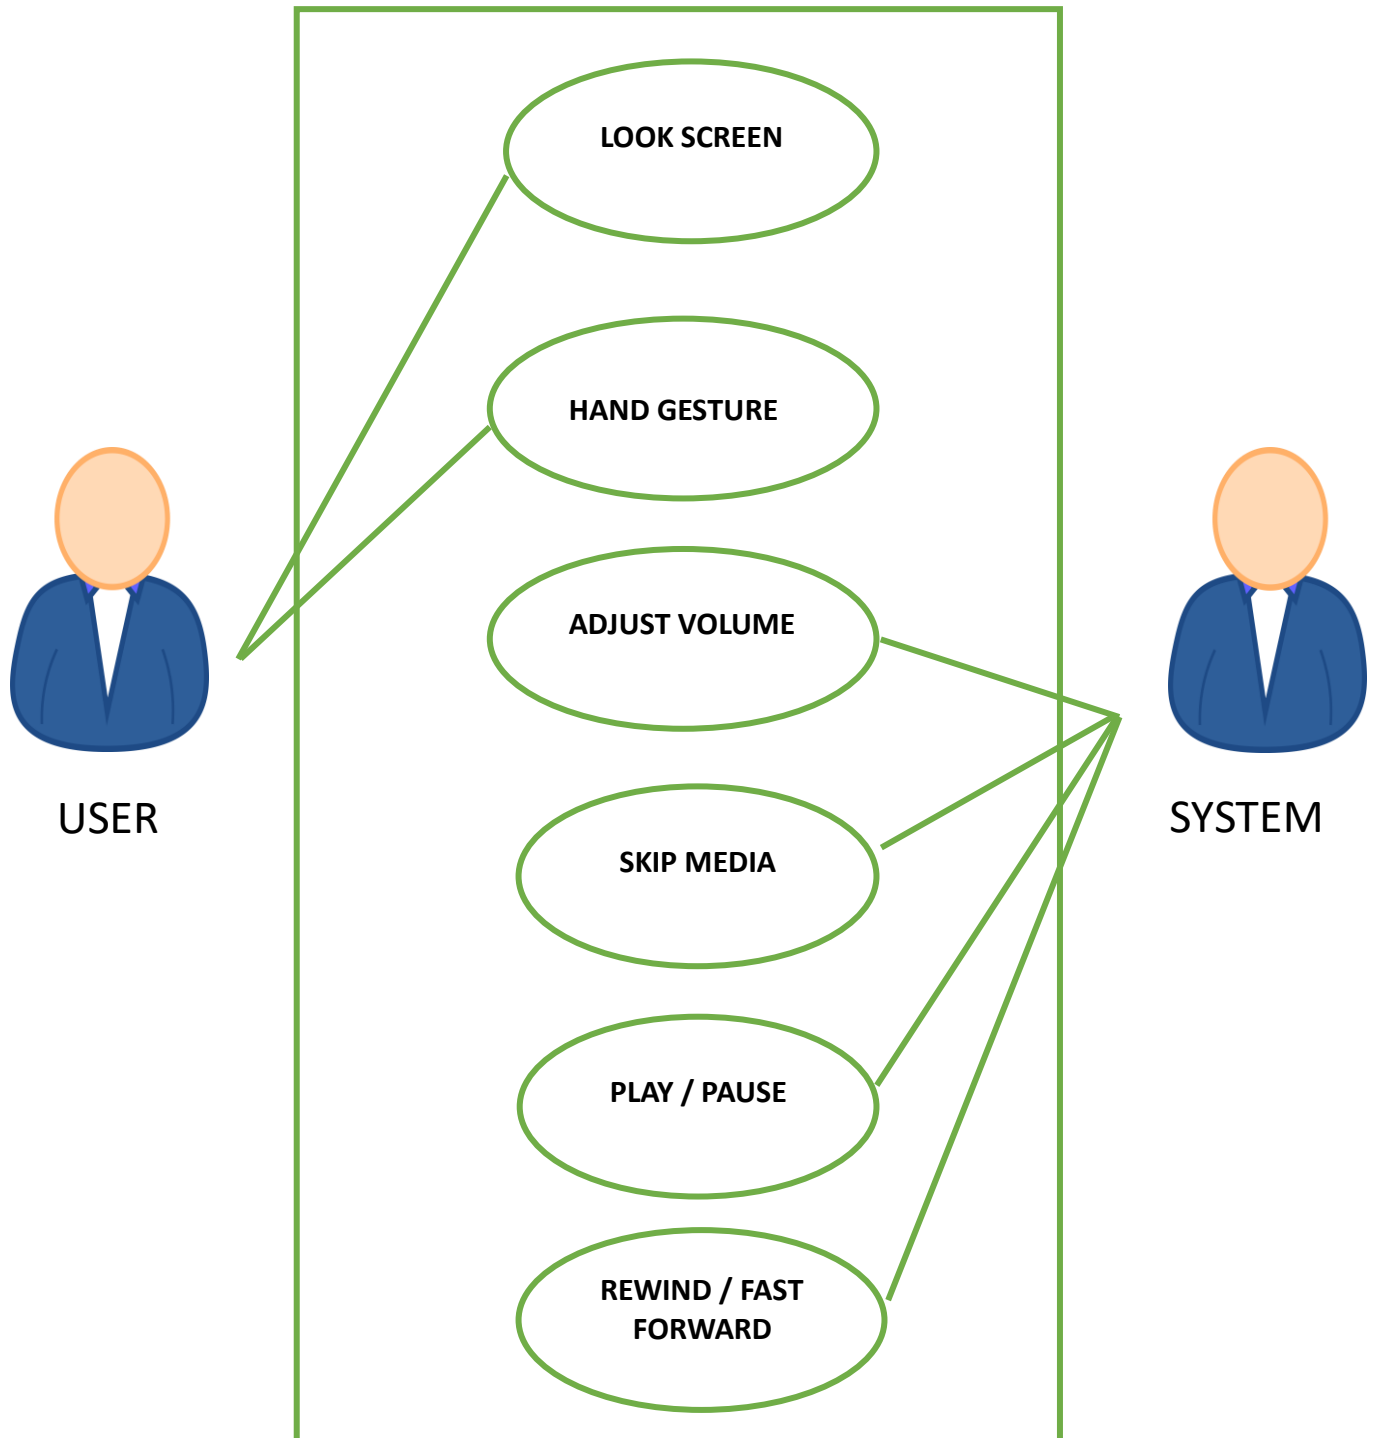 LOOK SCREEN
HAND GESTURE
ADJUST VOLUME
USER
SYSTEM
SKIP MEDIA
PLAY / PAUSE
REWIND / FAST
FORWARD